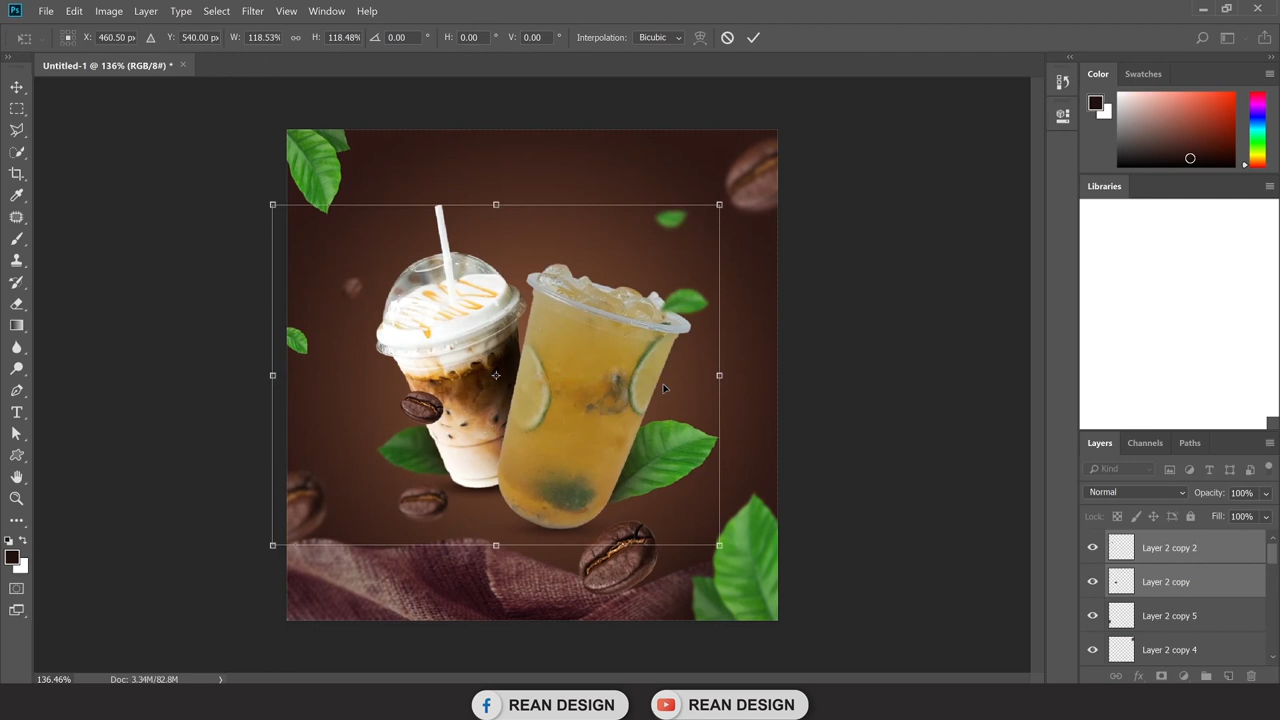 Ps File Edit Image Layer Type Select Filter View Window Help
X: 460.50 px Y: 540.00 px W: 118.53% H: 118.48% 0.00 ° H: 0.00 ° V: 0.00 ° Interpolation: Bicubic
Untitled-1 @ 136% (RGB/8#) * ×
Color Swatches
Libraries
Layers Channels Paths
Kind
Normal Opacity: 100%
Lock: Fill: 100%
Layer 2 copy 2
Layer 2 copy
Layer 2 copy 5
Layer 2 copy 4
136.46% Doc: 3.34M/82.8M
REAN DESIGN REAN DESIGN